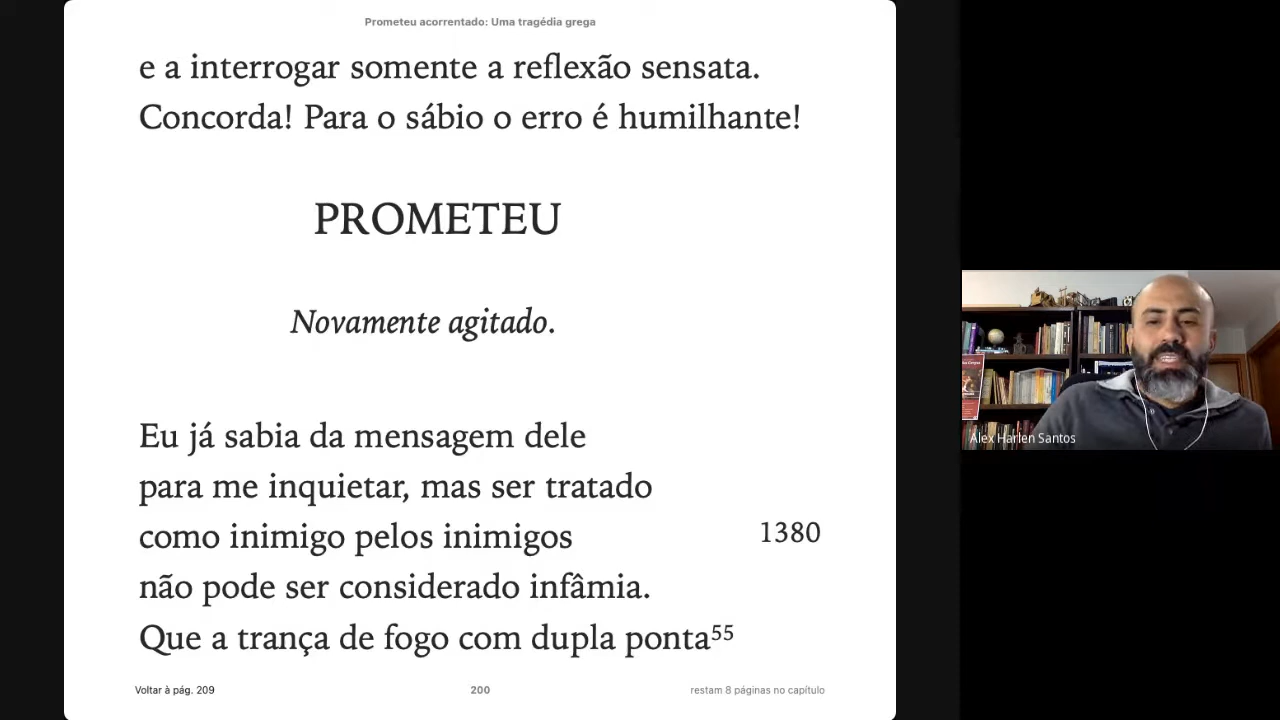 Prometeu acorrentado: Uma tragédia grega
e a interrogar somente a reflexão sensata.
Concorda! Para o sábio o erro é humilhante!
PROMETEU
Novamente agitado.
Eu já sabia da mensagem dele
para me inquietar, mas ser tratado
como inimigo pelos inimigos 1380
não pode ser considerado infâmia.
Que a trança de fogo com dupla ponta⁵⁵
Voltar à pág. 209 200 restam 8 páginas no capítulo
Alex Harlen Santos